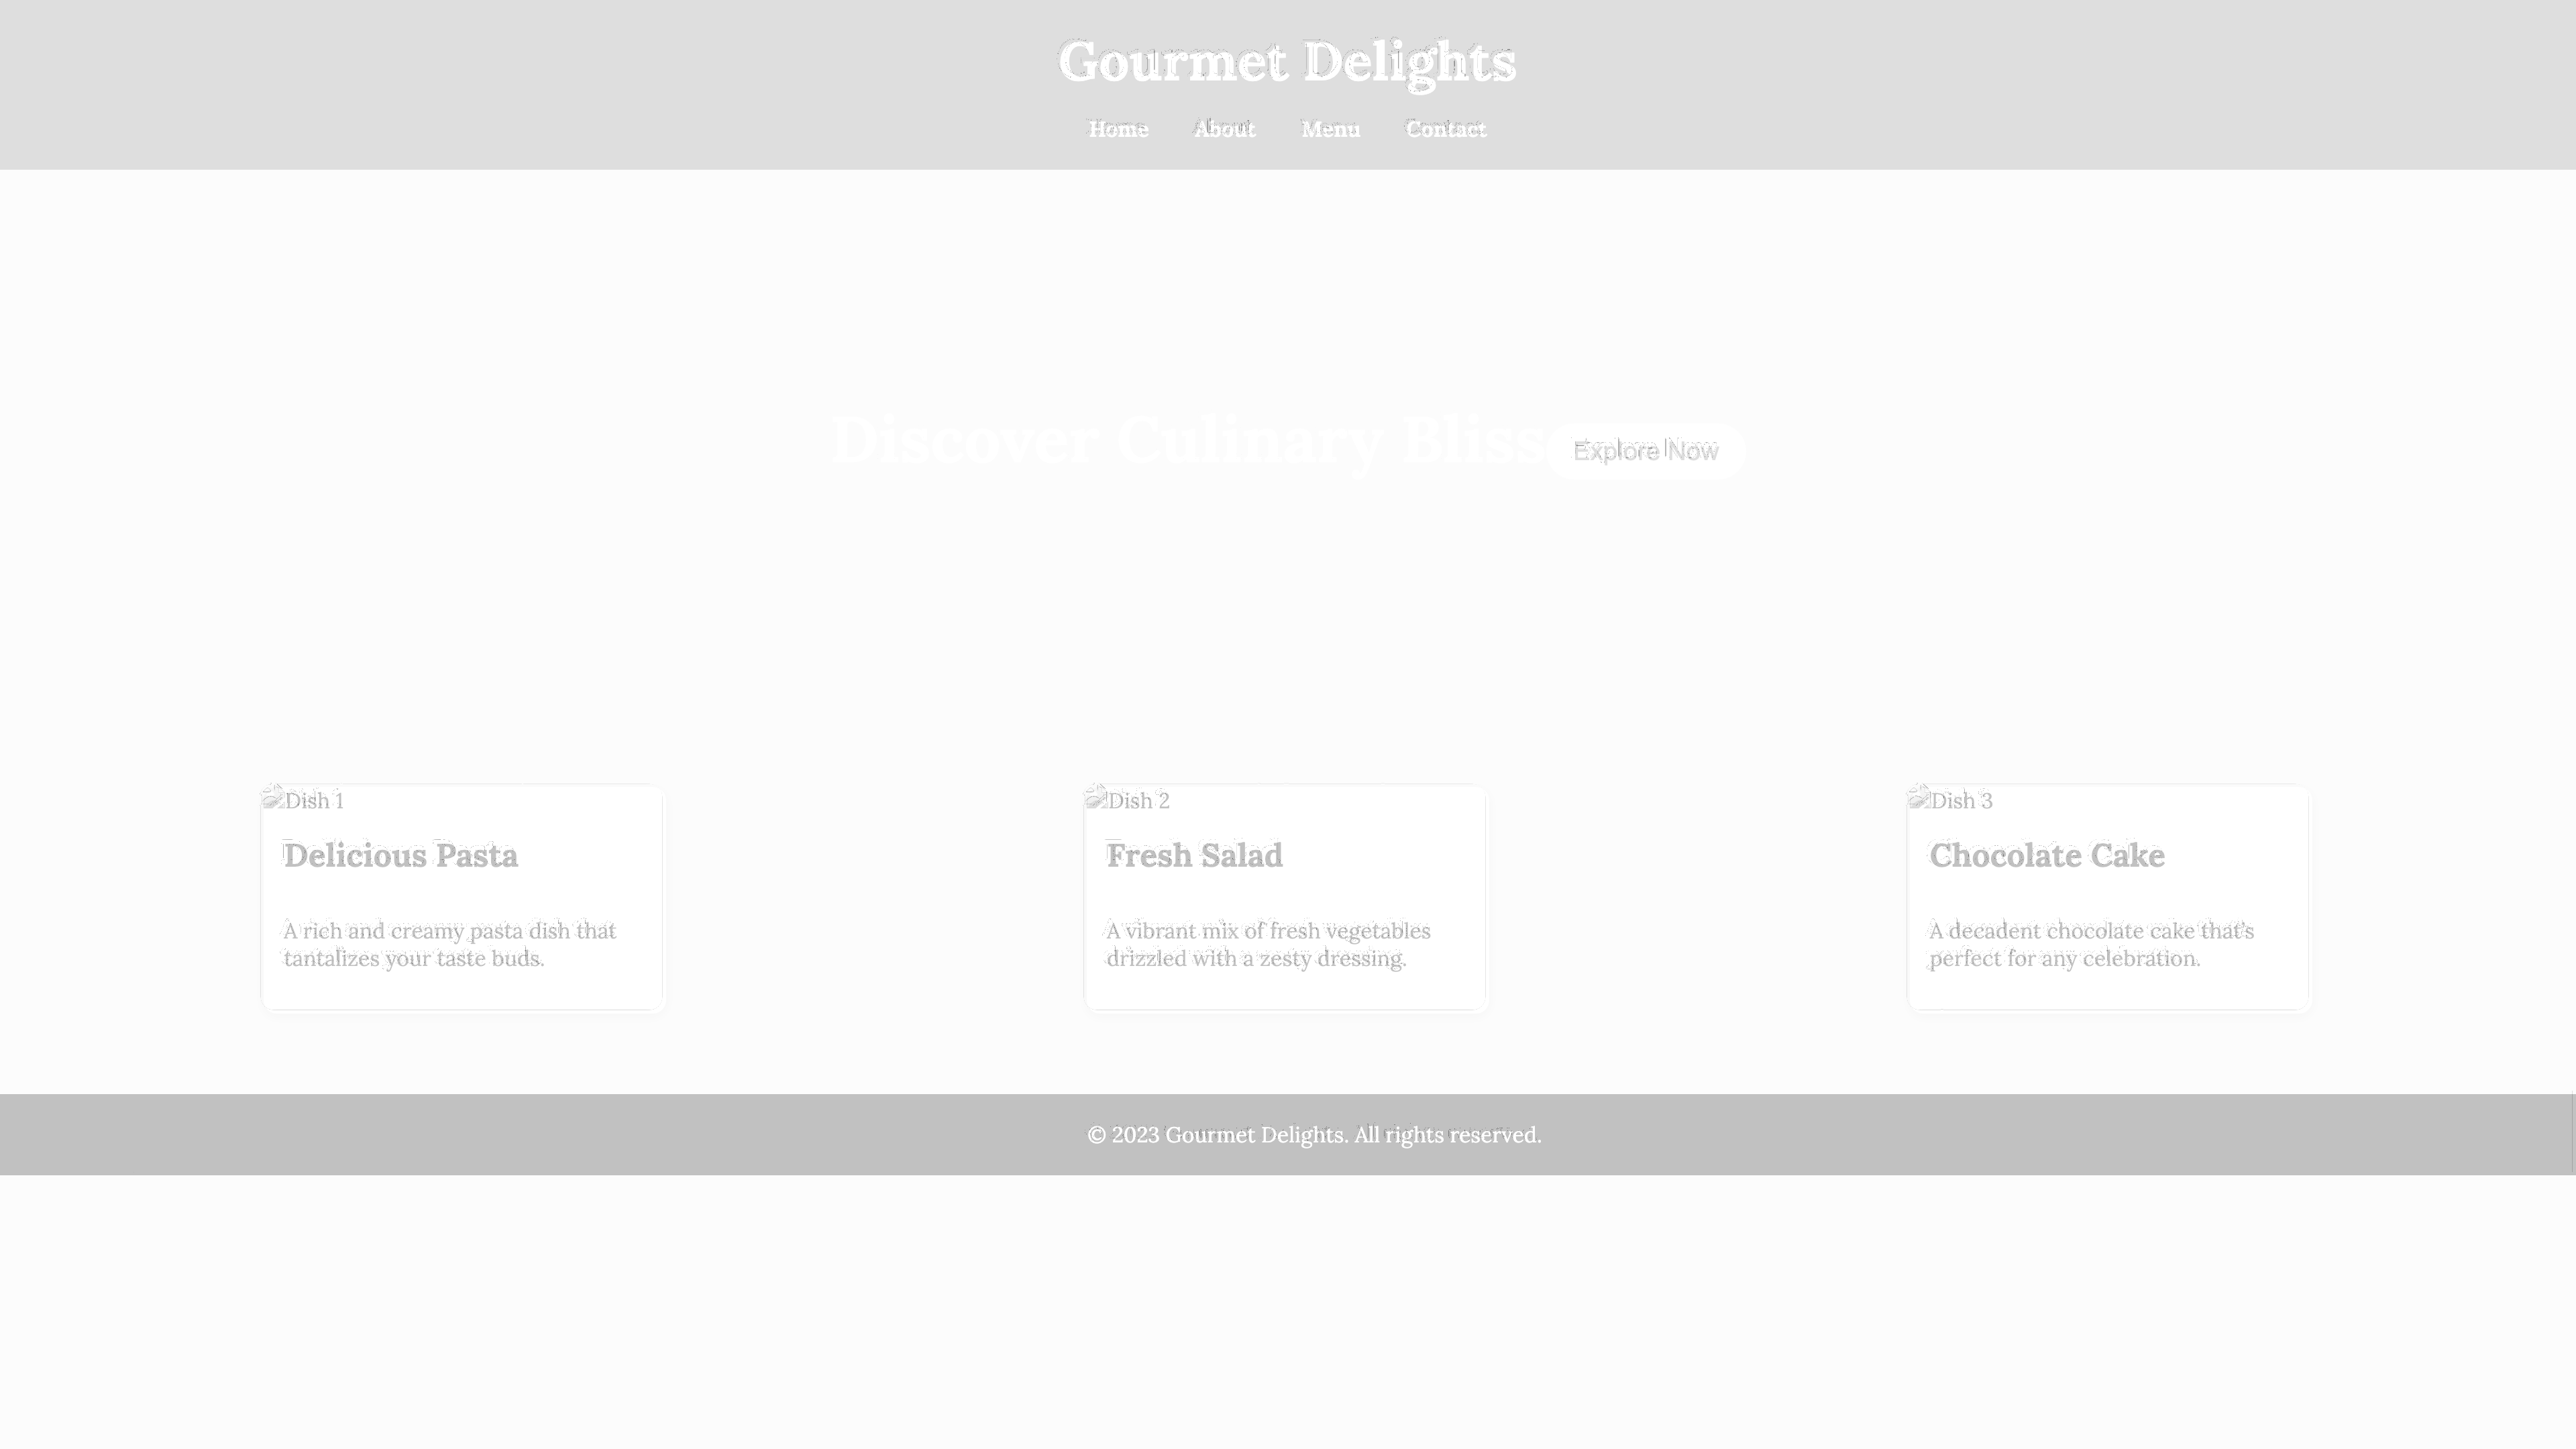 Gourmet Delights
Home About Menu Contact
Discover Culinary Bliss Explore Now
Dish 1 Dish 2 Dish 3
Delicious Pasta Fresh Salad Chocolate Cake
A rich and creamy pasta dish that
tantalizes your taste buds.
A vibrant mix of fresh vegetables
drizzled with a zesty dressing.
A decadent chocolate cake that's
perfect for any celebration.
© 2023 Gourmet Delights. All rights reserved.